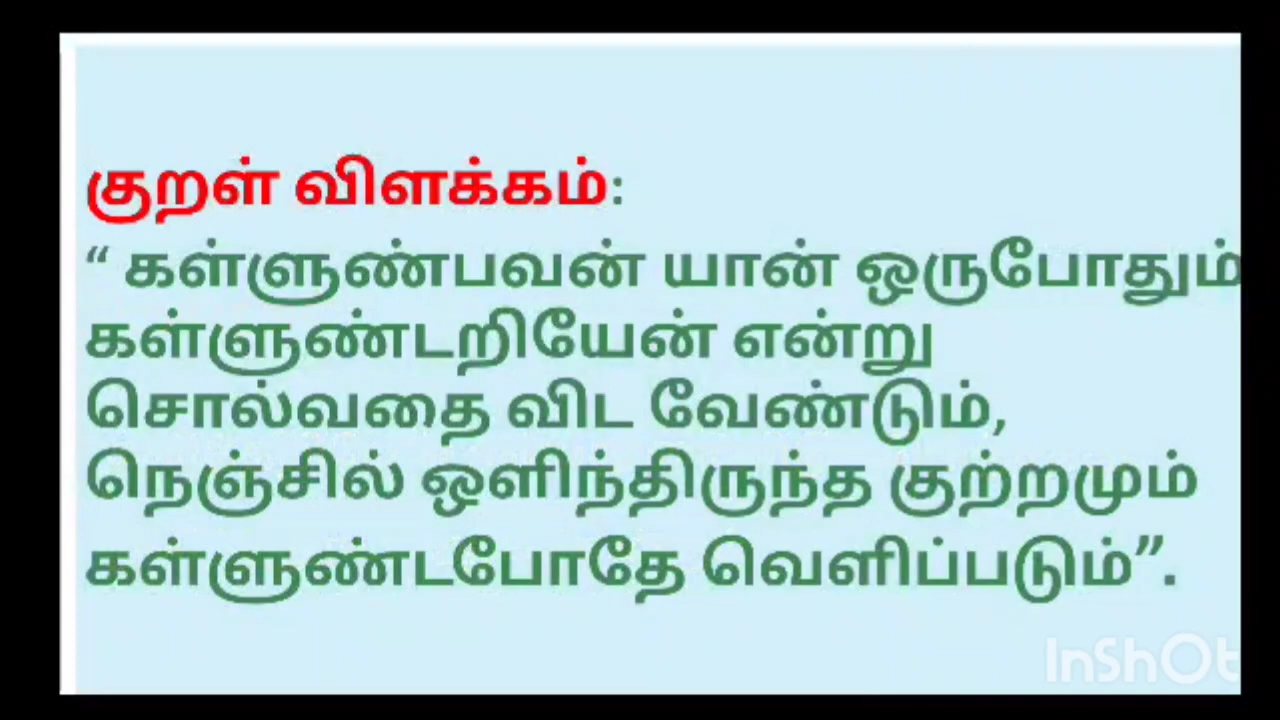 குறள் விளக்கம்:
“ கள்ளுண்பவன் யான் ஒருபோதும்
கள்ளுண்டறியேன் என்று
சொல்வதை விட வேண்டும்,
நெஞ்சில் ஒளிந்திருந்த குற்றமும்
கள்ளுண்டபோதே வெளிப்படும்”.
InShOt